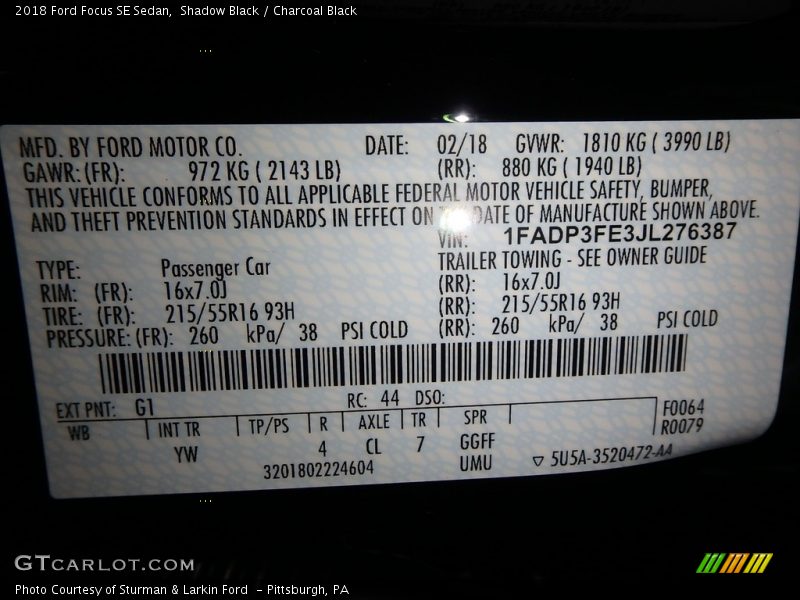 2018 Ford Focus SE Sedan,  Shadow Black / Charcoal Black
MFD. BY FORD MOTOR CO. DATE: 02/18 GVWR: 1810 KG ( 3990 LB)
GAWR: (FR): 972 KG ( 2143 LB) (RR): 880 KG ( 1940 LB)
THIS VEHICLE CONFORMS TO ALL APPLICABLE FEDERAL MOTOR VEHICLE SAFETY, BUMPER,
AND THEFT PREVENTION STANDARDS IN EFFECT ON DATE OF MANUFACTURE SHOWN ABOVE.
VIN: 1FADP3FE3JL276387
TYPE: Passenger Car TRAILER TOWING - SEE OWNER GUIDE
RIM: (FR): 16x7.0J (RR): 16x7.0J
TIRE: (FR): 215/55R16 93H (RR): 215/55R16 93H
PRESSURE: (FR): 260 kPa/ 38 PSI COLD (RR): 260 kPa/ 38 PSI COLD
EXT PNT: G1 RC: 44 DSO: F0064
WB INT TR TP/PS R AXLE TR SPR R0079
YW 4 CL 7 GGFF
3201802224604 UMU ▽ 5U5A-3520472-AA
GTCARLOT.COM
Photo Courtesy of Sturman & Larkin Ford  - Pittsburgh, PA